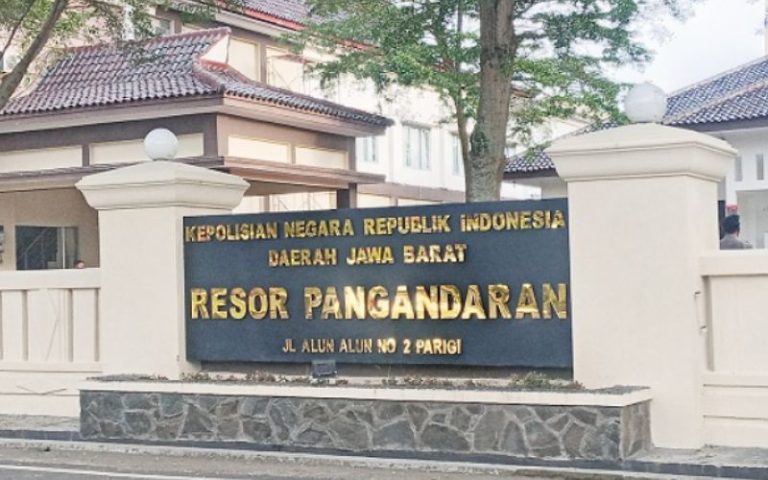 KEPOLISIAN NEGARA REPUBLIK INDONESIA
DAERAH JAWA BARAT
RESOR PANGANDARAN
JL ALUN ALUN NO 2 PARIGI